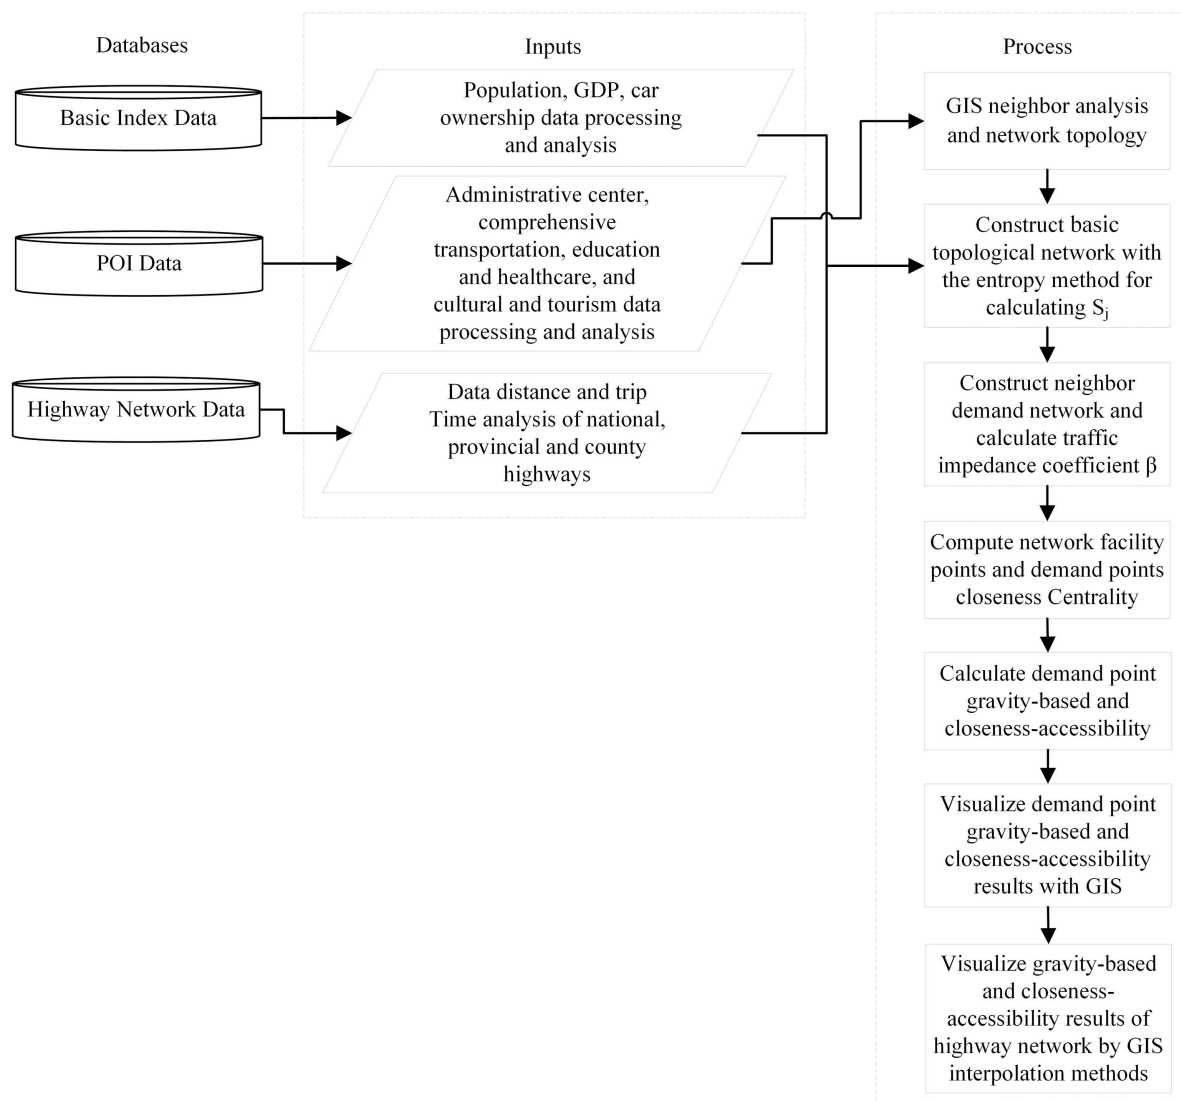 Databases
Basic Index Data
POI Data
Highway Network Data
Inputs
Population, GDP, car
ownership data processing
and analysis
Administrative center,
comprehensive
transportation, education
and healthcare, and
cultural and tourism data
processing and analysis
Data distance and trip
Time analysis of national,
provincial and county
highways
Process
GIS neighbor analysis
and network topology
Construct basic
topological network with
the entropy method for
calculating Sj
Construct neighbor
demand network and
calculate traffic
impedance coefficient β
Compute network facility
points and demand points
closeness Centrality
Calculate demand point
gravity-based and
closeness-accessibility
Visualize demand point
gravity-based and
closeness-accessibility
results with GIS
Visualize gravity-based
and closeness-
accessibility results of
highway network by GIS
interpolation methods